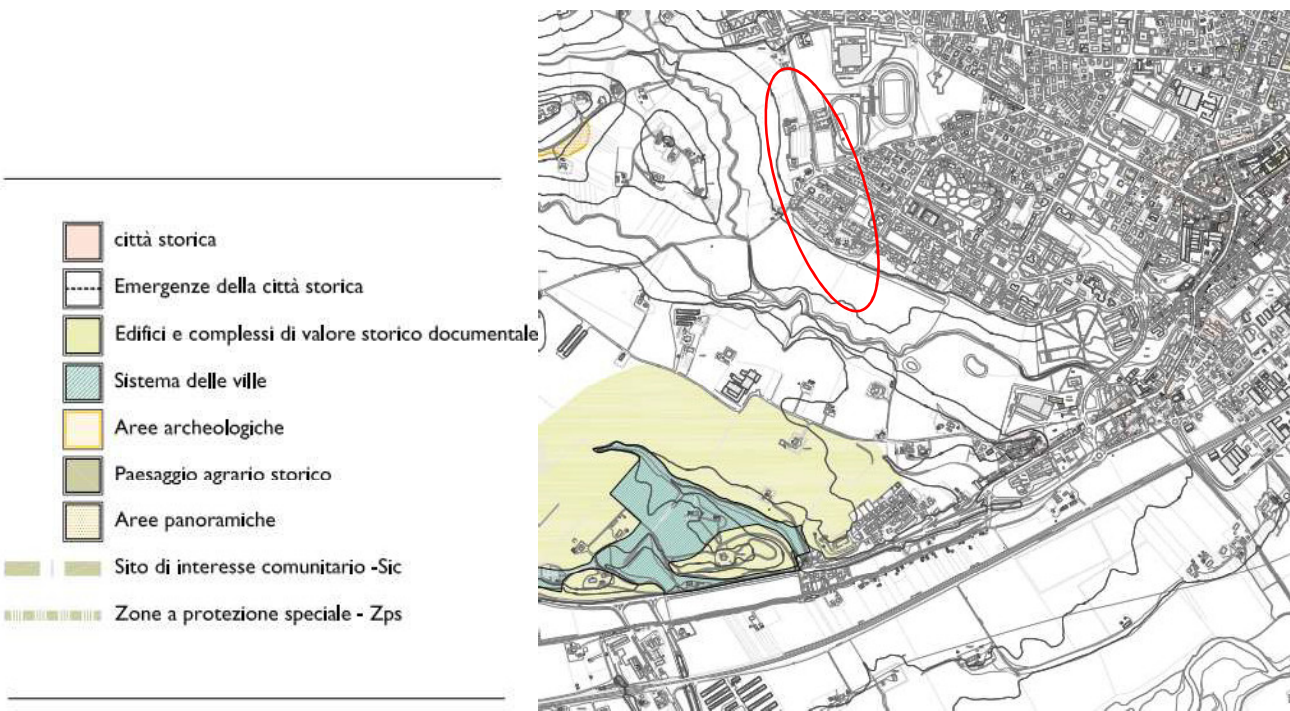 città storica
Emergenze della città storica
Edifici e complessi di valore storico documentale
Sistema delle ville
Aree archeologiche
Paesaggio agrario storico
Aree panoramiche
Sito di interesse comunitario -Sic
Zone a protezione speciale - Zps